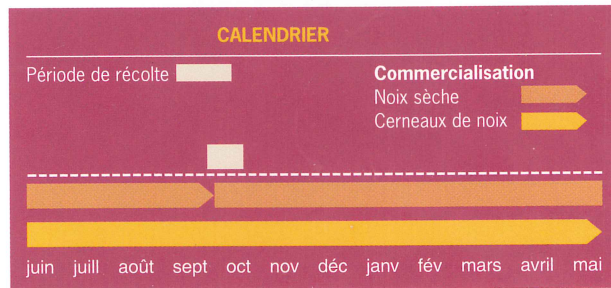 CALENDRIER
Période de récolte
Commercialisation
Noix sèche
Cerneaux de noix
juin juill août sept oct nov déc janv fév mars avril mai